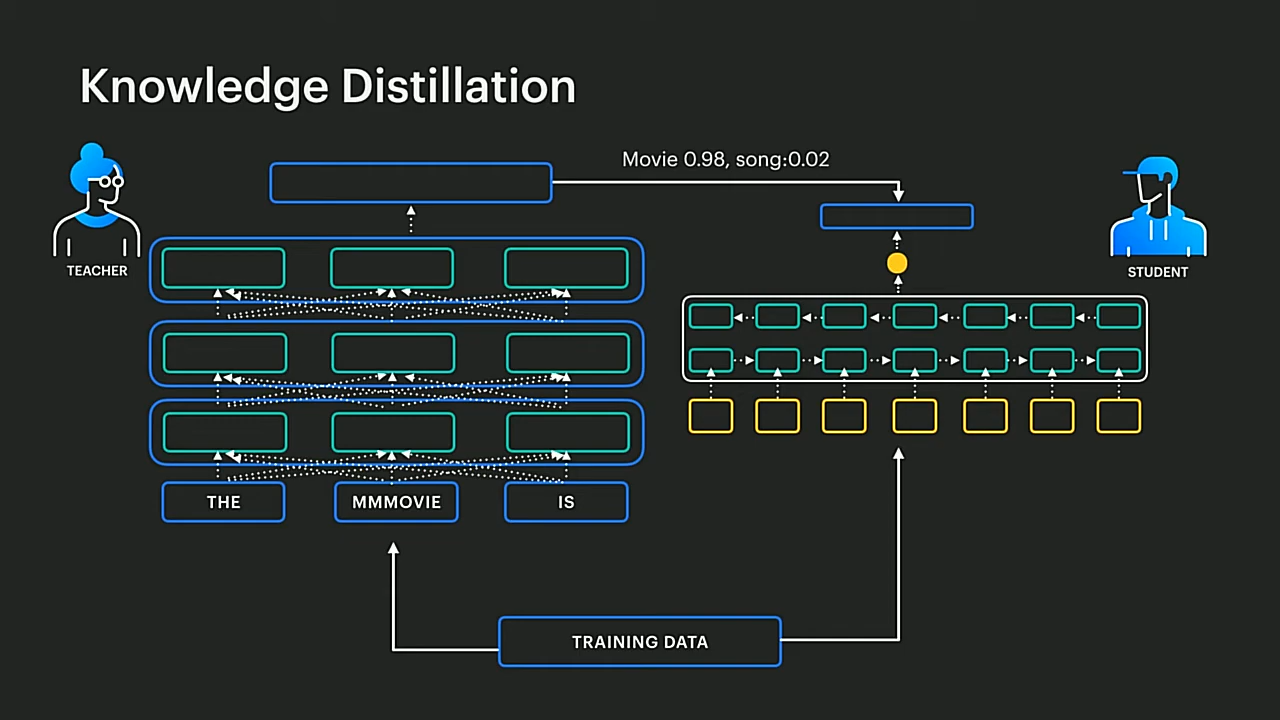 Knowledge Distillation
Movie 0.98, song:0.02
TEACHER
STUDENT
THE
MMMOVIE
IS
TRAINING DATA